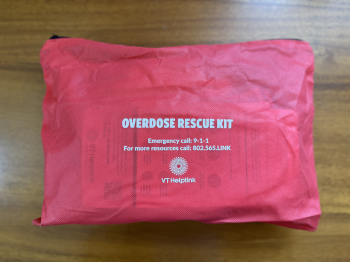 OVERDOSE RESCUE KIT
Emergency call: 9-1-1
For more resources call: 802.565.LINK
VT Helplink